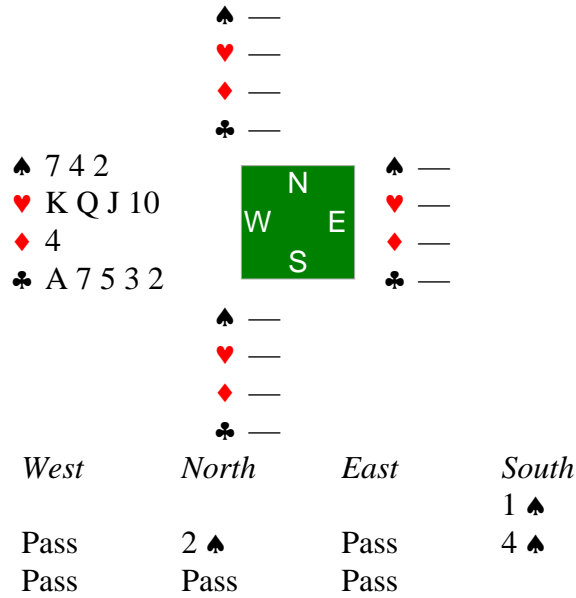 ♠ —
♥ —
♦ —
♣ —
♠ 7 4 2
♥ K Q J 10
♦ 4
♣ A 7 5 3 2
N
W E
S
♠ —
♥ —
♦ —
♣ —
♠ —
♥ —
♦ —
♣ —
West North East South
1 ♠
Pass 2 ♠ Pass 4 ♠
Pass Pass Pass